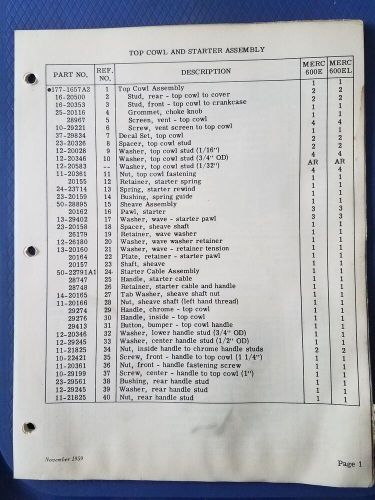 TOP COWL AND STARTER ASSEMBLY
PART NO. REF. NO. DESCRIPTION MERC 600E MERC 600EL
●177-1657A2 1 Top Cowl Assembly 1 1
16-20500 2 Stud, rear - top cowl to cover 2 2
16-20353 3 Stud, front - top cowl to crankcase 2 2
25-20116 4 Grommet, choke knob 1 1
28967 5 Screen, vent - top cowl 1 1
10-29221 6 Screw, vent screen to top cowl 4 4
37-29834 7 Decal Set, top cowl 1 1
23-20326 8 Spacer, top cowl stud 2 2
12-20028 9 Washer, top cowl stud (1/16") 2 2
12-20346 10 Washer, top cowl stud (3/4" OD) 4 4
12-20583 -- Washer, top cowl stud (1/32") AR AR
11-20361 11 Nut, top cowl fastening 4 4
20155 12 Retainer, starter spring 1 1
24-23714 13 Spring, starter rewind 1 1
23-20159 14 Bushing, spring guide 1 1
50-28895 15 Sheave Assembly 1 1
20162 16 Pawl, starter 3 3
13-29402 17 Washer, wave - starter pawl 3 3
23-20158 18 Spacer, sheave shaft 1 1
26179 19 Retainer, wave washer 1 1
12-26180 20 Washer, wave washer retainer 1 1
13-20160 21 Washer, wave - retainer tension 1 1
20164 22 Plate, retainer - starter pawl 1 1
20157 23 Shaft, sheave 1 1
50-22791A1 24 Starter Cable Assembly 1 1
28747 25 Handle, starter cable 1 1
28748 26 Retainer, starter cable and handle 1 1
14-20165 27 Tab Washer, sheave shaft nut 1 1
11-20166 28 Nut, sheave shaft (left hand thread) 1 1
29274 29 Handle, chrome - top cowl 1 1
29276 30 Handle, inside - top cowl 1 1
29413 31 Button, bumper - top cowl handle 1 1
12-20346 32 Washer, lower handle stud (3/4" OD) 1 1
12-29245 33 Washer, center handle stud (1/2" OD) 1 1
11-21825 34 Nut, inside handle to chrome handle studs 2 2
10-22421 35 Screw, front - handle to top cowl (1 1/4") 1 1
11-20361 36 Nut, front - handle fastening screw 1 1
10-29199 37 Screw, center - handle to top cowl (1") 1 1
23-29561 38 Bushing, rear handle stud 1 1
12-29245 39 Washer, rear handle stud 1 1
11-21825 40 Nut, rear handle stud 1 1
November 1959
Page 1